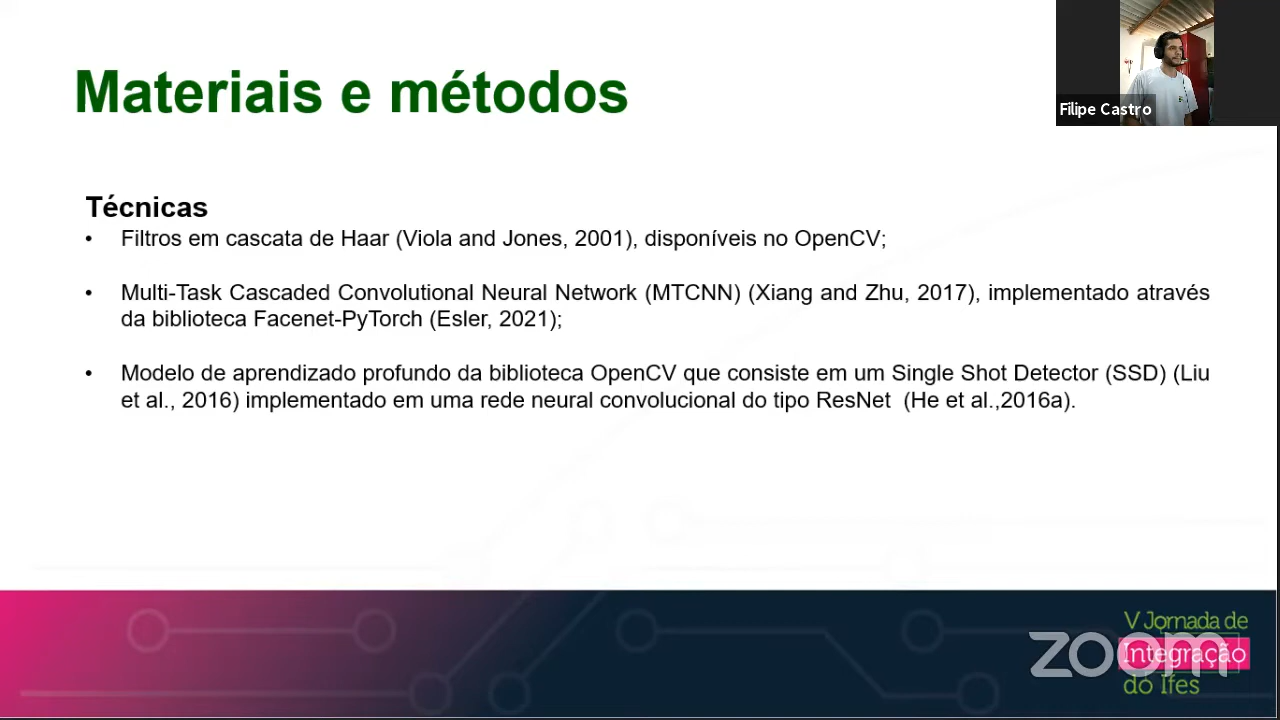 Materiais e métodos
Filipe Castro
Técnicas
• Filtros em cascata de Haar (Viola and Jones, 2001), disponíveis no OpenCV;
• Multi-Task Cascaded Convolutional Neural Network (MTCNN) (Xiang and Zhu, 2017), implementado através
da biblioteca Facenet-PyTorch (Esler, 2021);
• Modelo de aprendizado profundo da biblioteca OpenCV que consiste em um Single Shot Detector (SSD) (Liu
et al., 2016) implementado em uma rede neural convolucional do tipo ResNet (He et al.,2016a).
V Jornada de
Integração
do Ifes
zoom